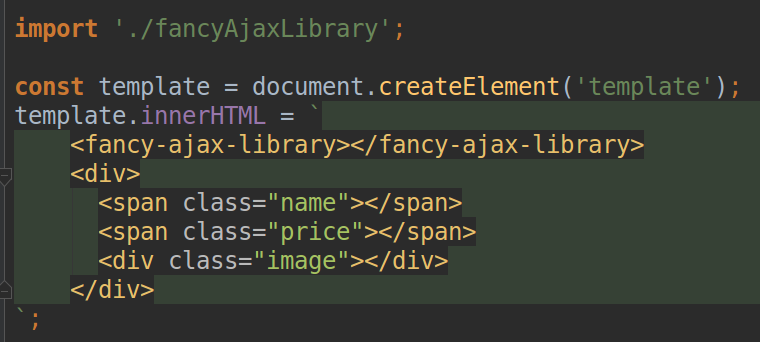 import './fancyAjaxLibrary';
const template = document.createElement('template');
template.innerHTML = `
<fancy-ajax-library></fancy-ajax-library>
<div>
<span class="name"></span>
<span class="price"></span>
<div class="image"></div>
</div>
`;